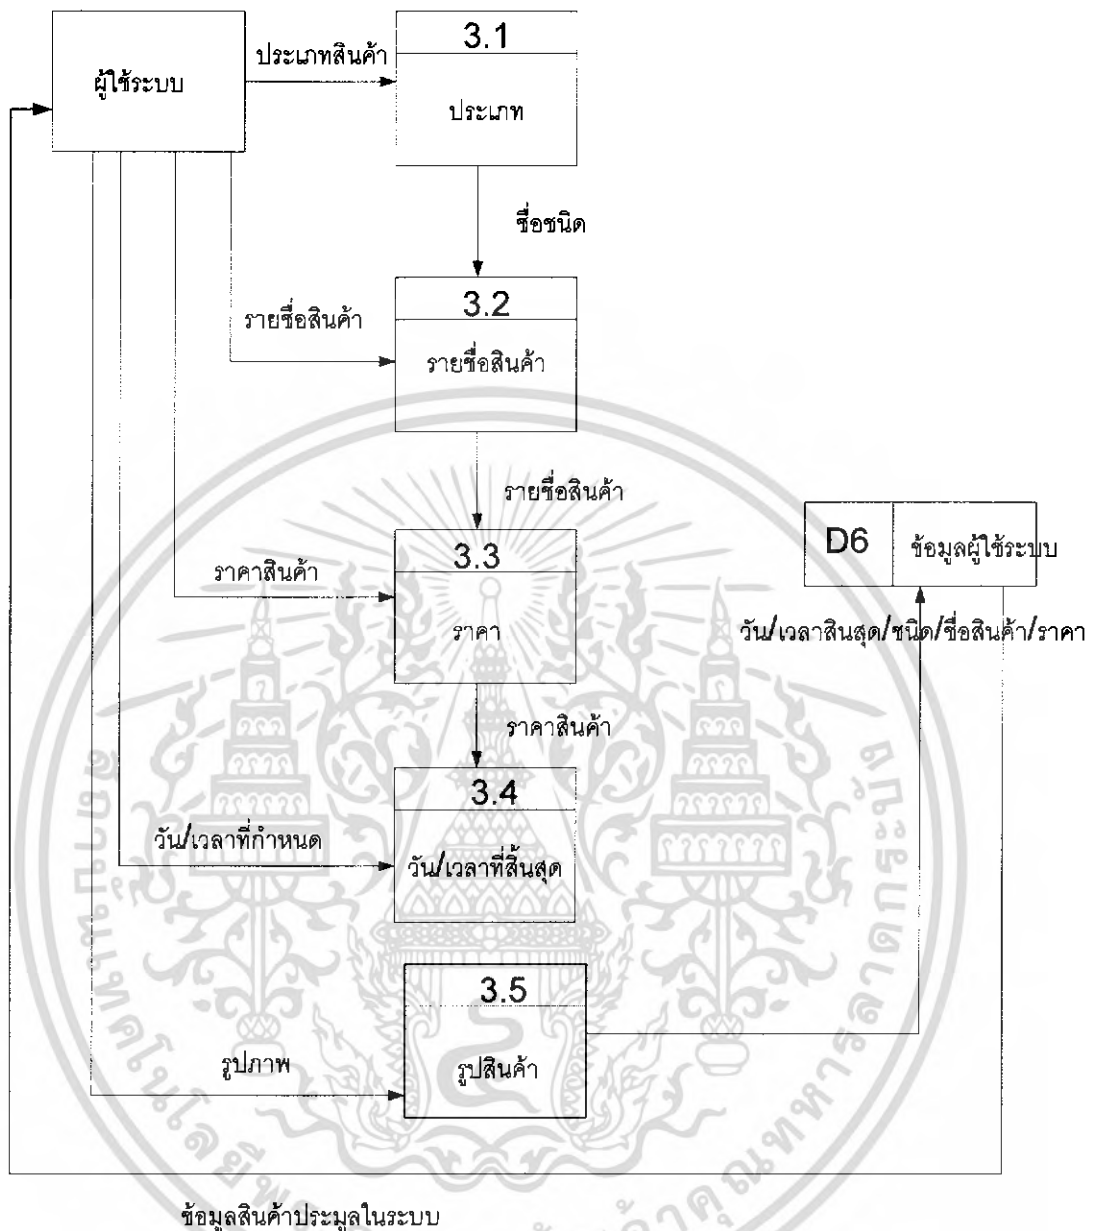 ผู้ใช้ระบบ
ประเภทสินค้า
3.1
ประเภท
ชื่อชนิด
3.2
รายชื่อสินค้า
รายชื่อสินค้า
รายชื่อสินค้า
3.3
ราคาสินค้า
ราคา
D6
ข้อมูลผู้ใช้ระบบ
วัน/เวลาสินสุด/ชนิด/ชื่อสินค้า/ราคา
ราคาสินค้า
3.4
วัน/เวลาที่กำหนด
วัน/เวลาที่สิ้นสุด
3.5
รูปภาพ
รูปสินค้า
ข้อมูลสินค้าประมูลในระบบ